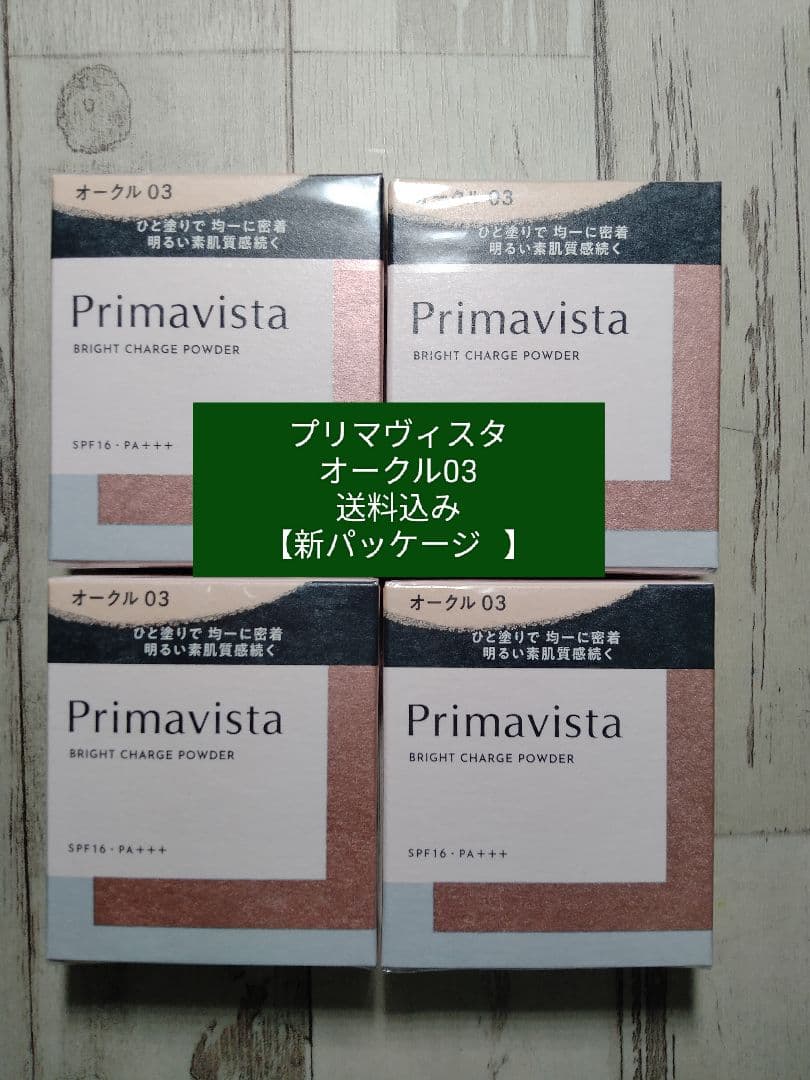 オークル 03
ひと塗りで 均一に密着
明るい素肌質感続く
Primavista
BRIGHT CHARGE POWDER
SPF16・PA+++
オークル 03
ひと塗りで 均一に密着
明るい素肌質感続く
Primavista
BRIGHT CHARGE POWDER
プリマヴィスタ
オークル03
送料込み
【新パッケージ 】
オークル 03
ひと塗りで 均一に密着
明るい素肌質感続く
Primavista
BRIGHT CHARGE POWDER
SPF16・PA+++
オークル 03
ひと塗りで 均一に密着
明るい素肌質感続く
Primavista
BRIGHT CHARGE POWDER
SPF16・PA+++